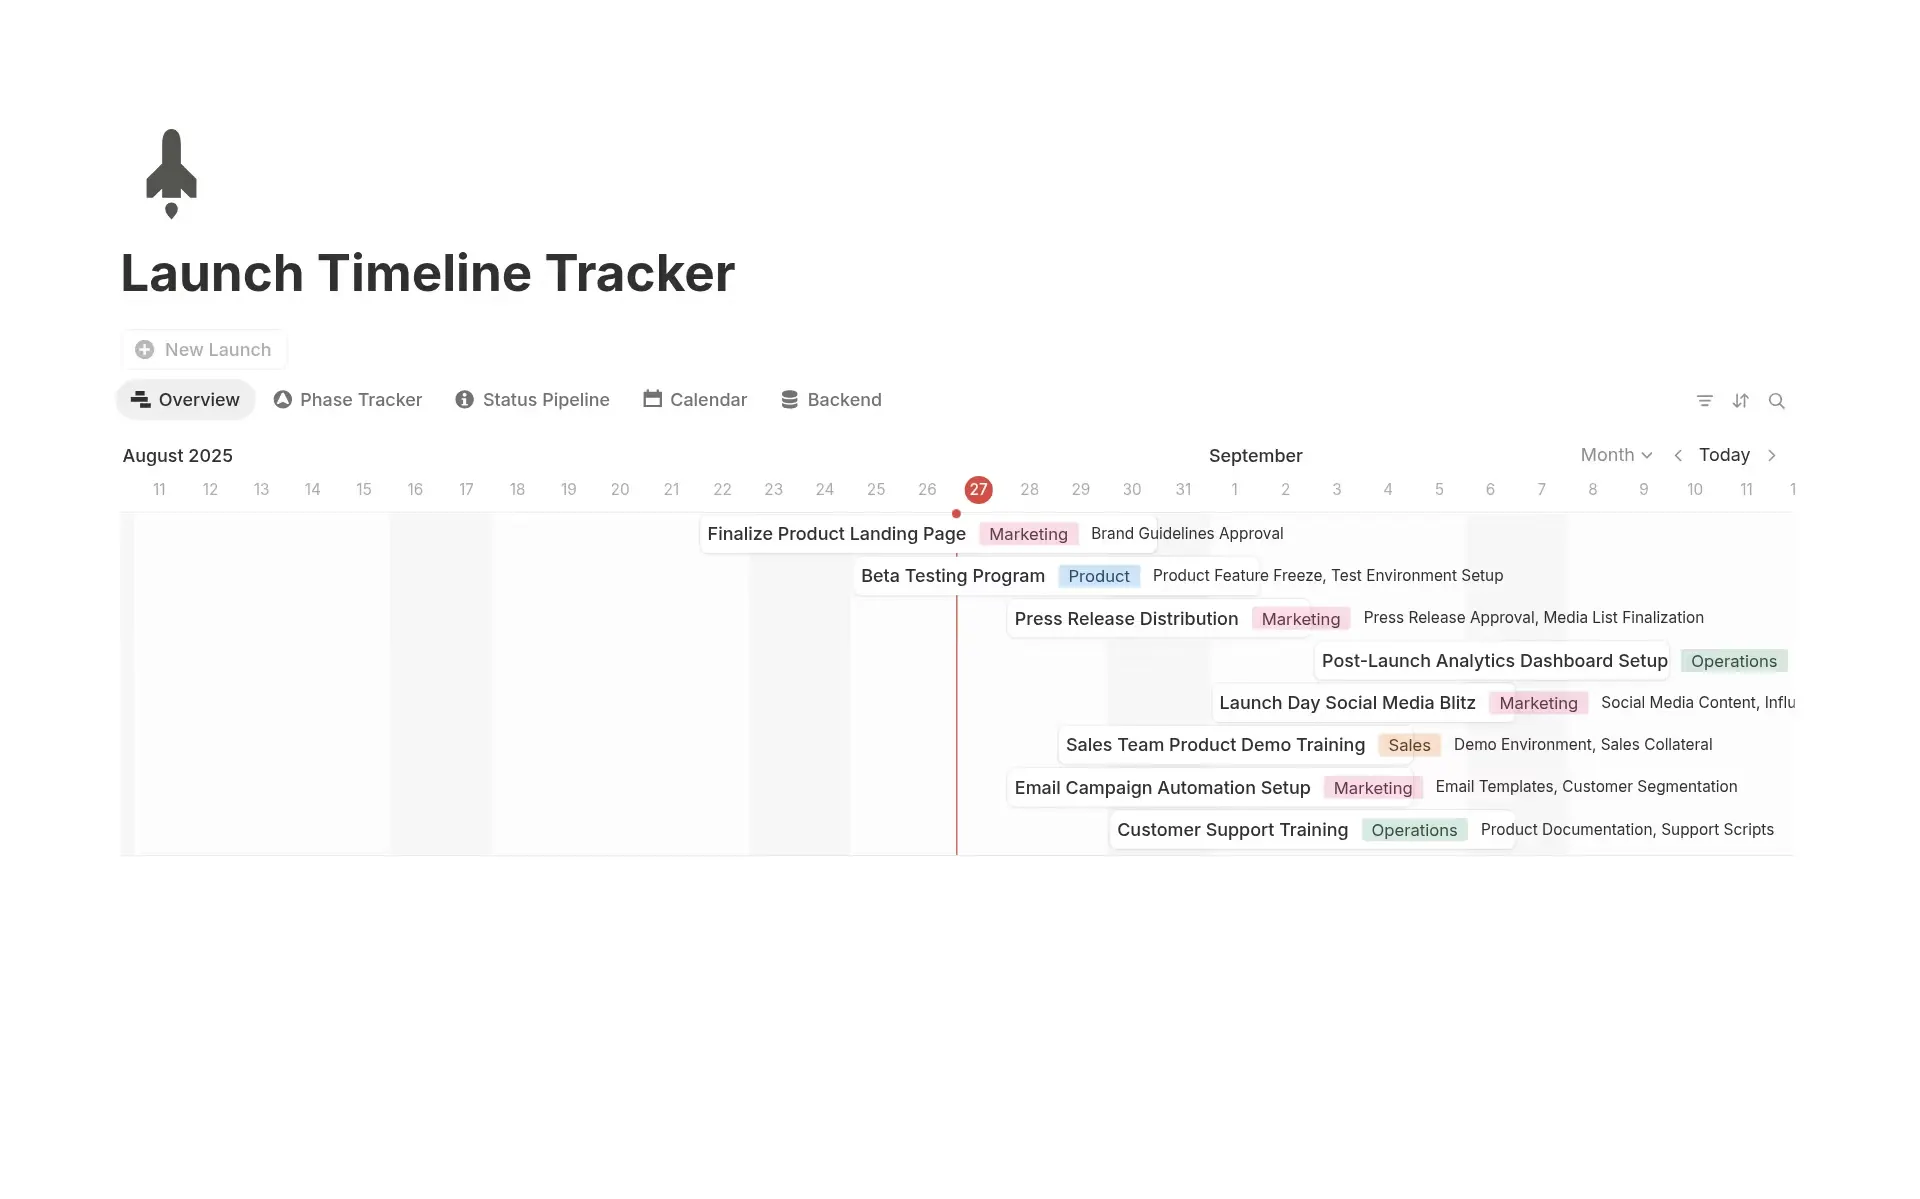 Launch Timeline Tracker
New Launch
Overview Phase Tracker Status Pipeline Calendar Backend
August 2025 September Month Today
11 12 13 14 15 16 17 18 19 20 21 22 23 24 25 26 27 28 29 30 31 1 2 3 4 5 6 7 8 9 10 11 1
Finalize Product Landing Page Marketing Brand Guidelines Approval
Beta Testing Program Product Product Feature Freeze, Test Environment Setup
Press Release Distribution Marketing Press Release Approval, Media List Finalization
Post-Launch Analytics Dashboard Setup Operations
Launch Day Social Media Blitz Marketing Social Media Content, Influ
Sales Team Product Demo Training Sales Demo Environment, Sales Collateral
Email Campaign Automation Setup Marketing Email Templates, Customer Segmentation
Customer Support Training Operations Product Documentation, Support Scripts